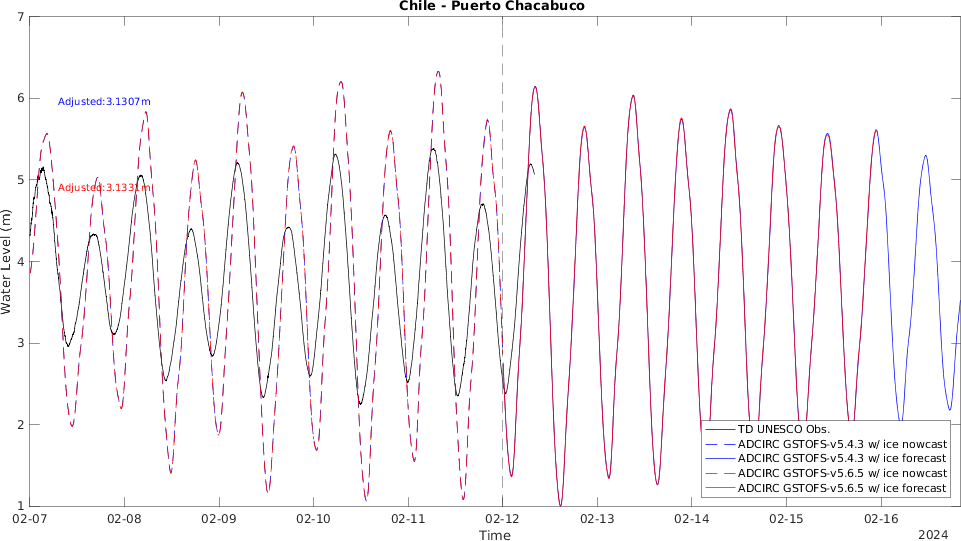 Chile - Puerto Chacabuco
Water Level (m)
7
6
5
4
3
2
1
Adjusted:3.1307m
Adjusted:3.1331m
TD UNESCO Obs.
ADCIRC GSTOFS-v5.4.3 w/ ice nowcast
ADCIRC GSTOFS-v5.4.3 w/ ice forecast
ADCIRC GSTOFS-v5.6.5 w/ ice nowcast
ADCIRC GSTOFS-v5.6.5 w/ ice forecast
02-07 02-08 02-09 02-10 02-11 02-12 02-13 02-14 02-15 02-16
Time
2024